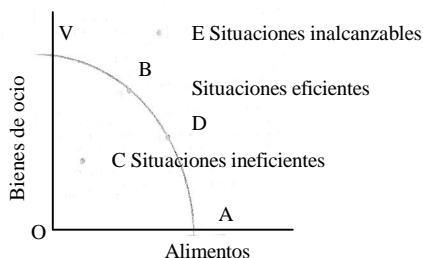 V
E Situaciones inalcanzables
B
Situaciones eficientes
D
C Situaciones ineficientes
A
O
Bienes de ocio
Alimentos